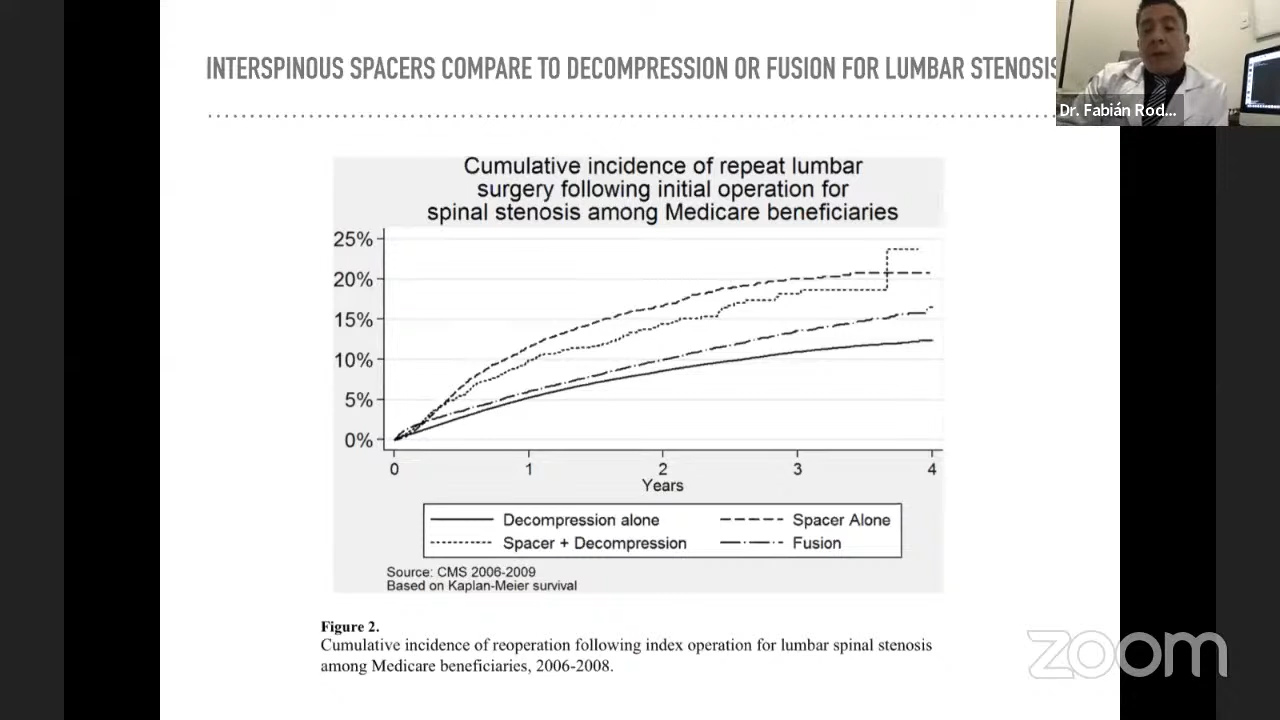 INTERSPINOUS SPACERS COMPARE TO DECOMPRESSION OR FUSION FOR LUMBAR STENOSIS
Dr. Fabián Rod...
Cumulative incidence of repeat lumbar
surgery following initial operation for
spinal stenosis among Medicare beneficiaries
25%
20%
15%
10%
5%
0%
0 1 2 3 4
Years
Decompression alone Spacer Alone
Spacer + Decompression Fusion
Source: CMS 2006-2009
Based on Kaplan-Meier survival
Figure 2.
Cumulative incidence of reoperation following index operation for lumbar spinal stenosis
among Medicare beneficiaries, 2006-2008.
zoom